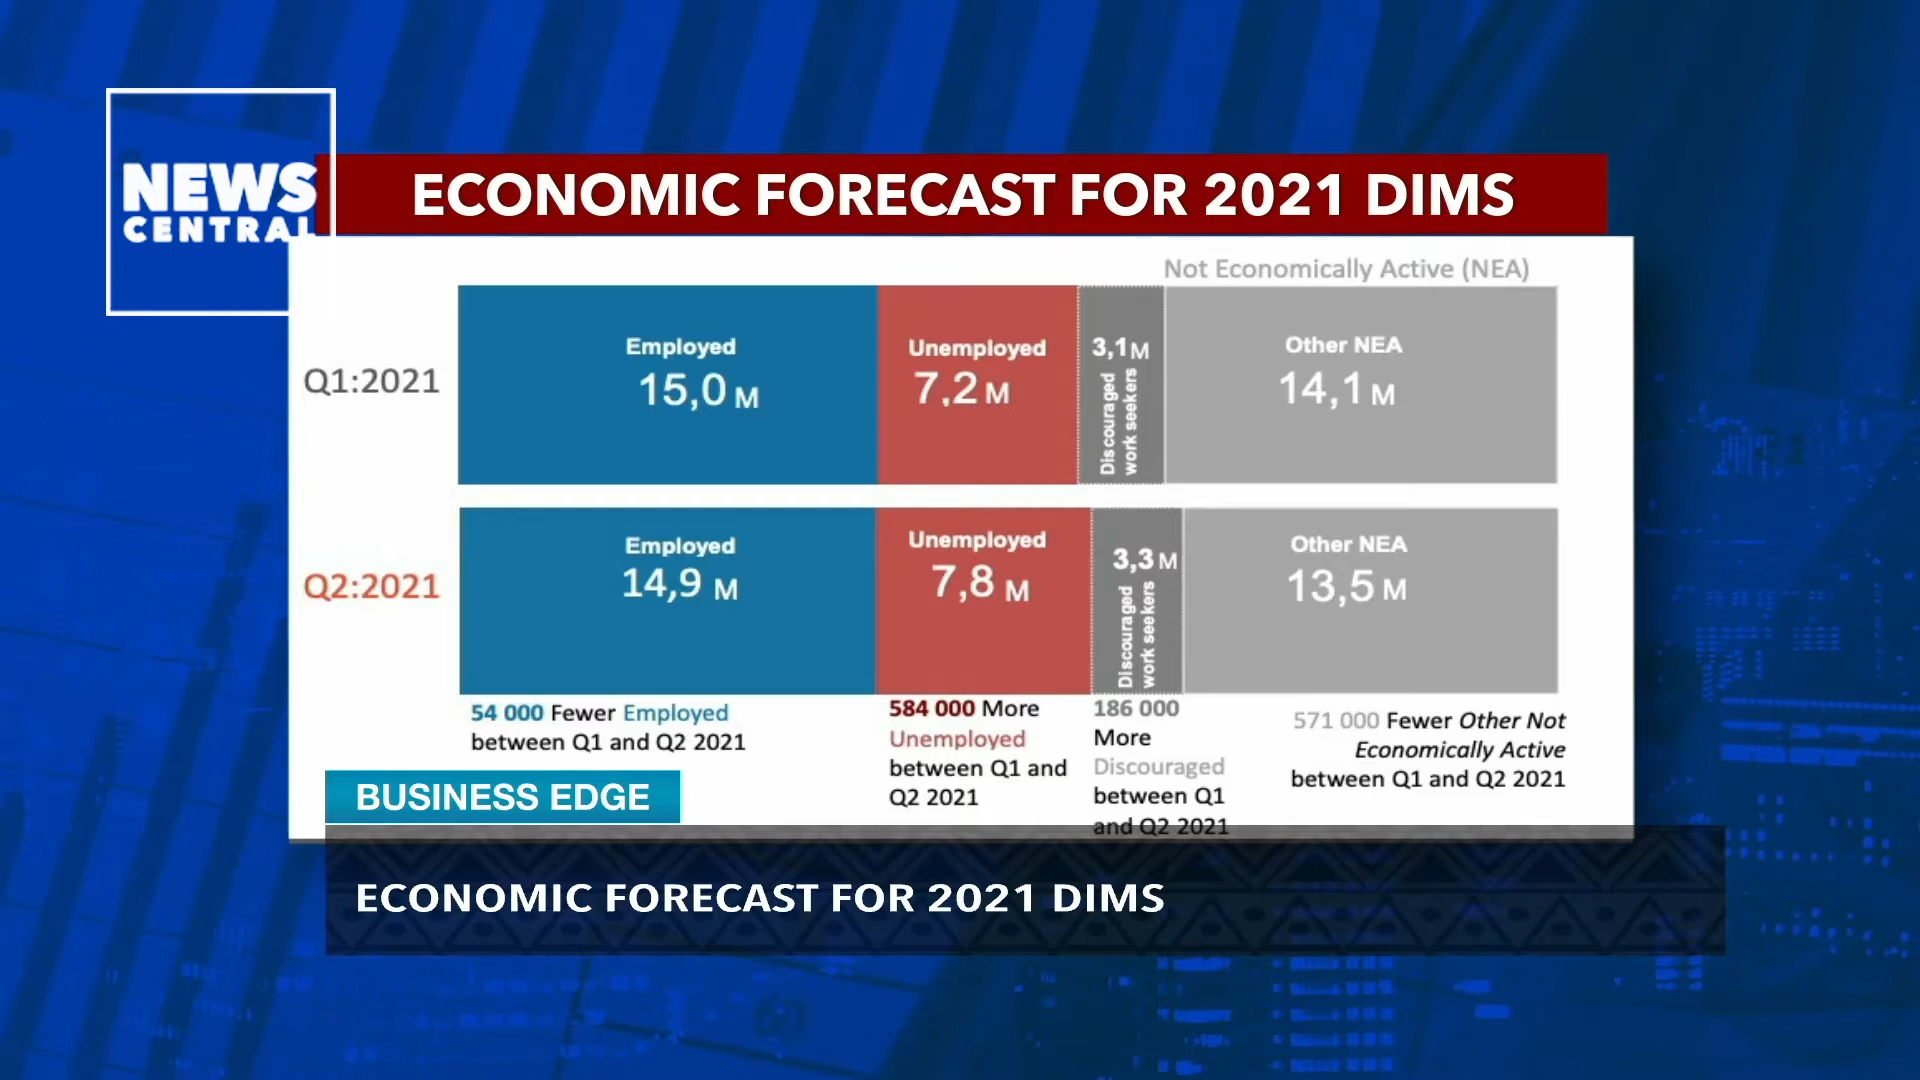 NEWS
CENTRAL
ECONOMIC FORECAST FOR 2021 DIMS
Not Economically Active (NEA)
Q1:2021
Employed
15,0 M
Unemployed
7,2 M
3,1 M
Discouraged
work seekers
Other NEA
14,1 M
Q2:2021
Employed
14,9 M
Unemployed
7,8 M
3,3 M
Discouraged
work seekers
Other NEA
13,5 M
54 000 Fewer Employed
between Q1 and Q2 2021
584 000 More
Unemployed
between Q1 and
Q2 2021
186 000
More
Discouraged
between Q1
and Q2 2021
571 000 Fewer Other Not
Economically Active
between Q1 and Q2 2021
BUSINESS EDGE
ECONOMIC FORECAST FOR 2021 DIMS